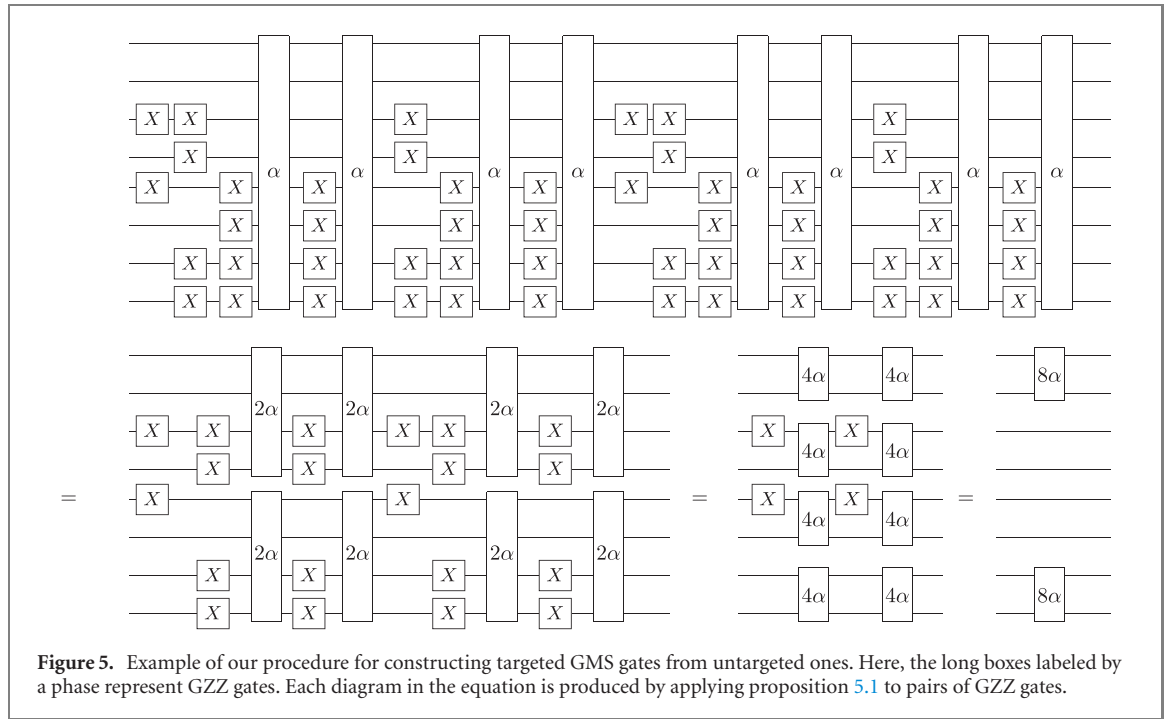 X X X X X X
X X X X
α α α α α α α α
X X X X X X X X X X
X X X X X X X X
X X X X X X X X X X X X
X X X X X X X X X X X X
4α 4α 8α
2α 2α 2α 2α
X X X X X X X X
4α 4α
X X X X
= X X = X X =
4α 4α
2α 2α 2α 2α
X X X X
4α 4α 8α
X X X X
Figure 5. Example of our procedure for constructing targeted GMS gates from untargeted ones. Here, the long boxes labeled by
a phase represent GZZ gates. Each diagram in the equation is produced by applying proposition 5.1 to pairs of GZZ gates.